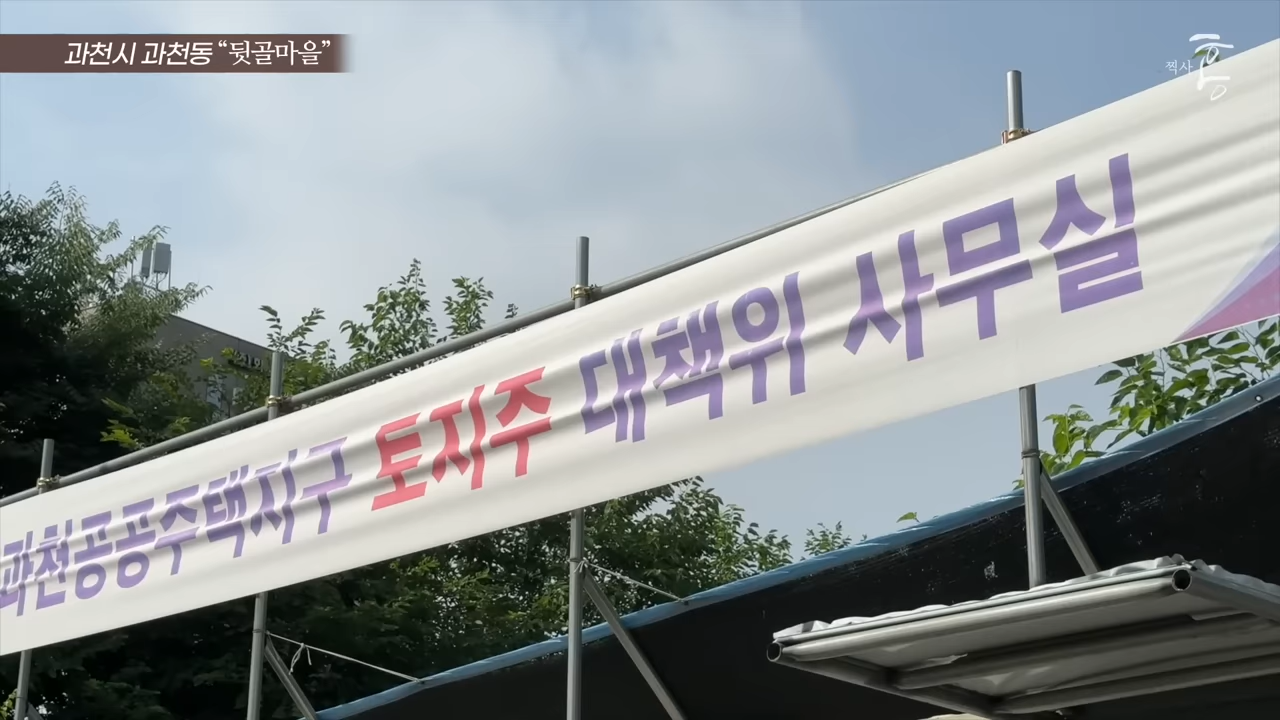 과천시 과천동 “뒷골마을”
찍사 흥
과천공공주택지구 토지주 대책위 사무실